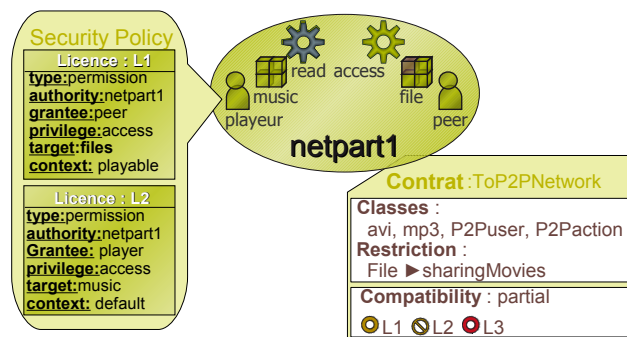 Security Policy
Licence : L1
type:permission
authority:netpart1
grantee:peer
privilege:access
target:files
context: playable
Licence : L2
type:permission
authority:netpart1
Grantee: player
privilege:access
target:music
context: default
read access
music file
playeur peer
netpart1
Contrat :ToP2PNetwork
Classes :
avi, mp3, P2Puser, P2Paction
Restriction :
File ►sharingMovies
Compatibility : partial
L1 L2 L3